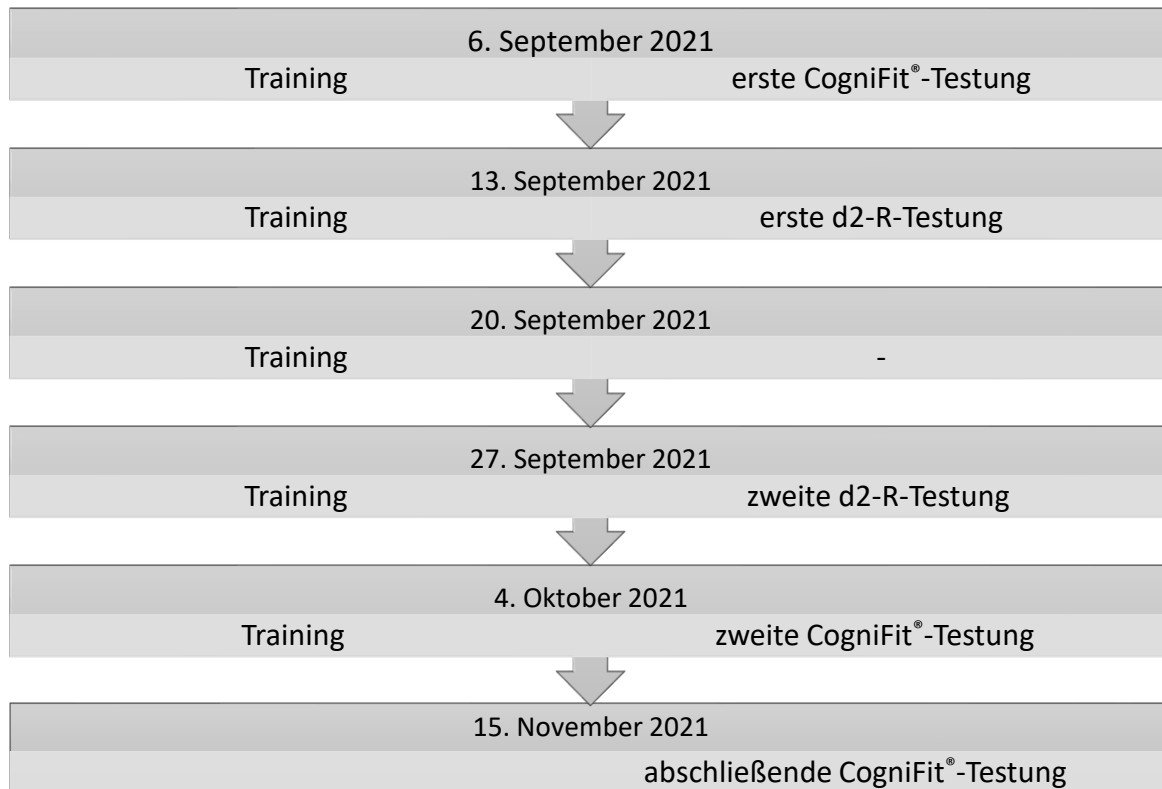 6. September 2021
Training erste CogniFit®-Testung
13. September 2021
Training erste d2-R-Testung
20. September 2021
Training -
27. September 2021
Training zweite d2-R-Testung
4. Oktober 2021
Training zweite CogniFit®-Testung
15. November 2021
abschließende CogniFit®-Testung